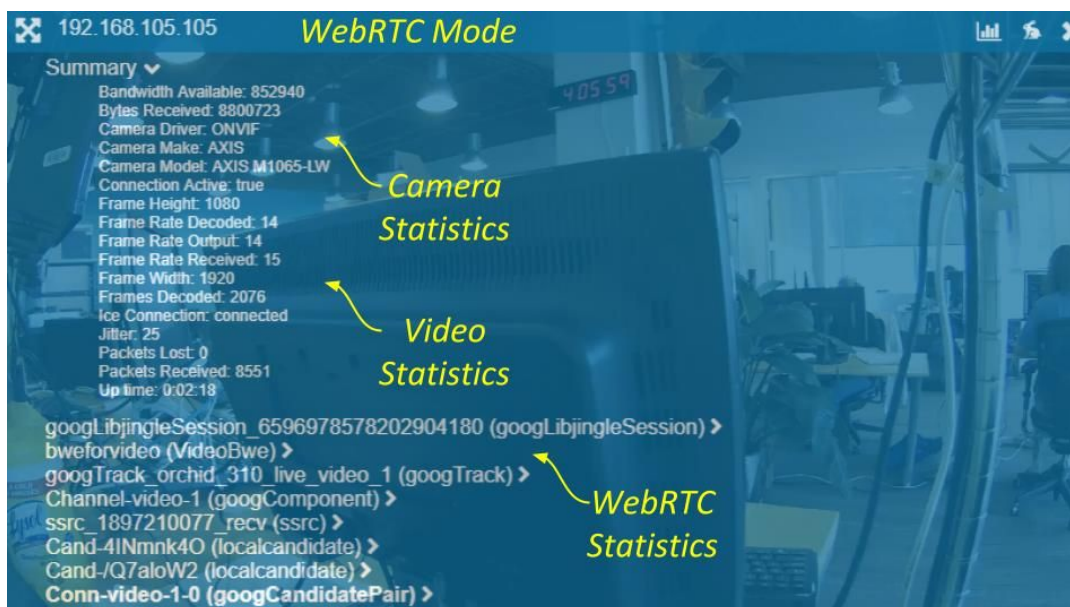 192.168.105.105
WebRTC Mode
Summary
Bandwidth Available: 852940
Bytes Received: 8800723
Camera Driver: ONVIF
Camera Make: AXIS
Camera Model: AXIS M1065-LW
Connection Active: true
Frame Height: 1080
Frame Rate Decoded: 14
Frame Rate Output: 14
Frame Rate Received: 15
Frame Width: 1920
Frames Decoded: 2076
Ice Connection: connected
Jitter: 25
Packets Lost: 0
Packets Received: 8551
Up time: 0:02:18
40559
Camera
Statistics
Video
Statistics
googLibjingleSession_6596978578202904180 (googLibjingleSession)
bweforvideo (VideoBwe)
googTrack_orchid_310_live_video_1 (googTrack)
Channel-video-1 (googComponent)
ssrc_1897210077_recv (ssrc)
Cand-4INmnk4O (localcandidate)
Cand-/Q7aloW2 (localcandidate)
Conn-video-1-0 (googCandidatePair)
WebRTC
Statistics